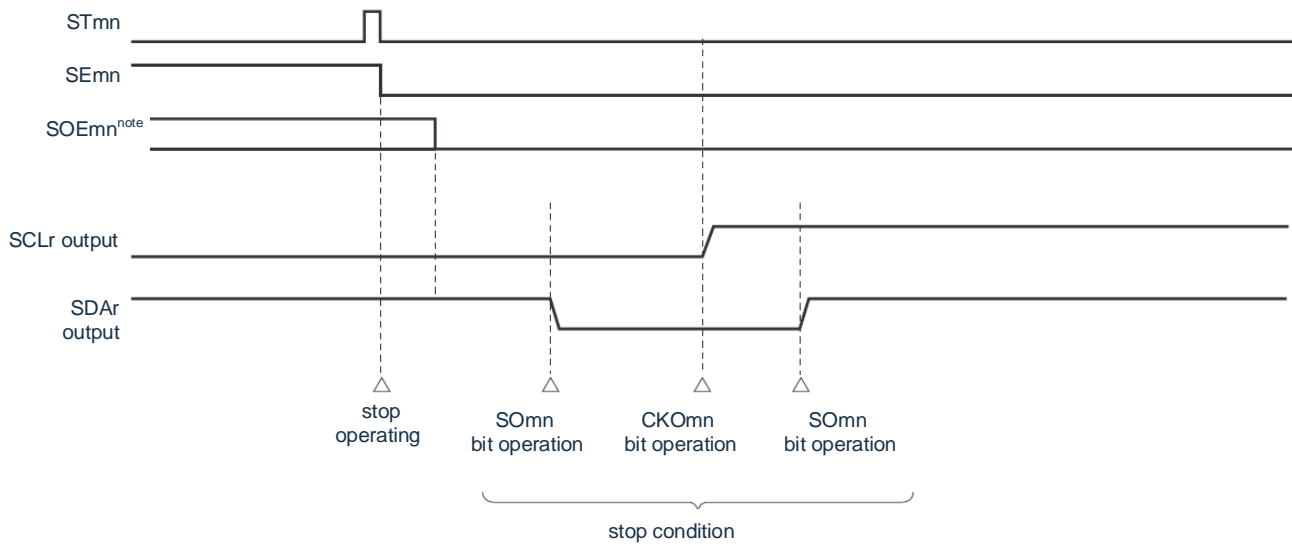 STmn
SEmn
SOEmn^note
SCLr output
SDAr
output
stop
operating
SOmn
bit operation
CKOmn
bit operation
SOmn
bit operation
stop condition